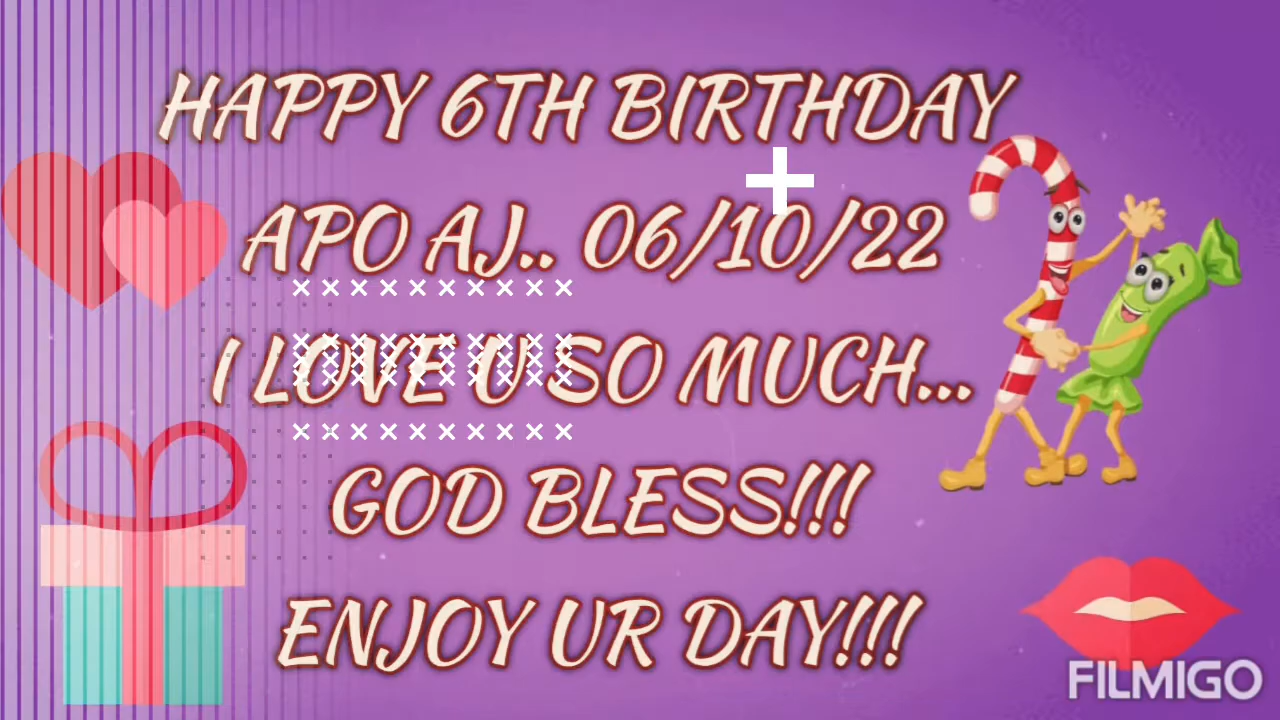 HAPPY 6TH BIRTHDAY
APO AJ.. 06/10/22
I LOVE U SO MUCH...
GOD BLESS!!!
ENJOY UR DAY!!!
FILMIGO